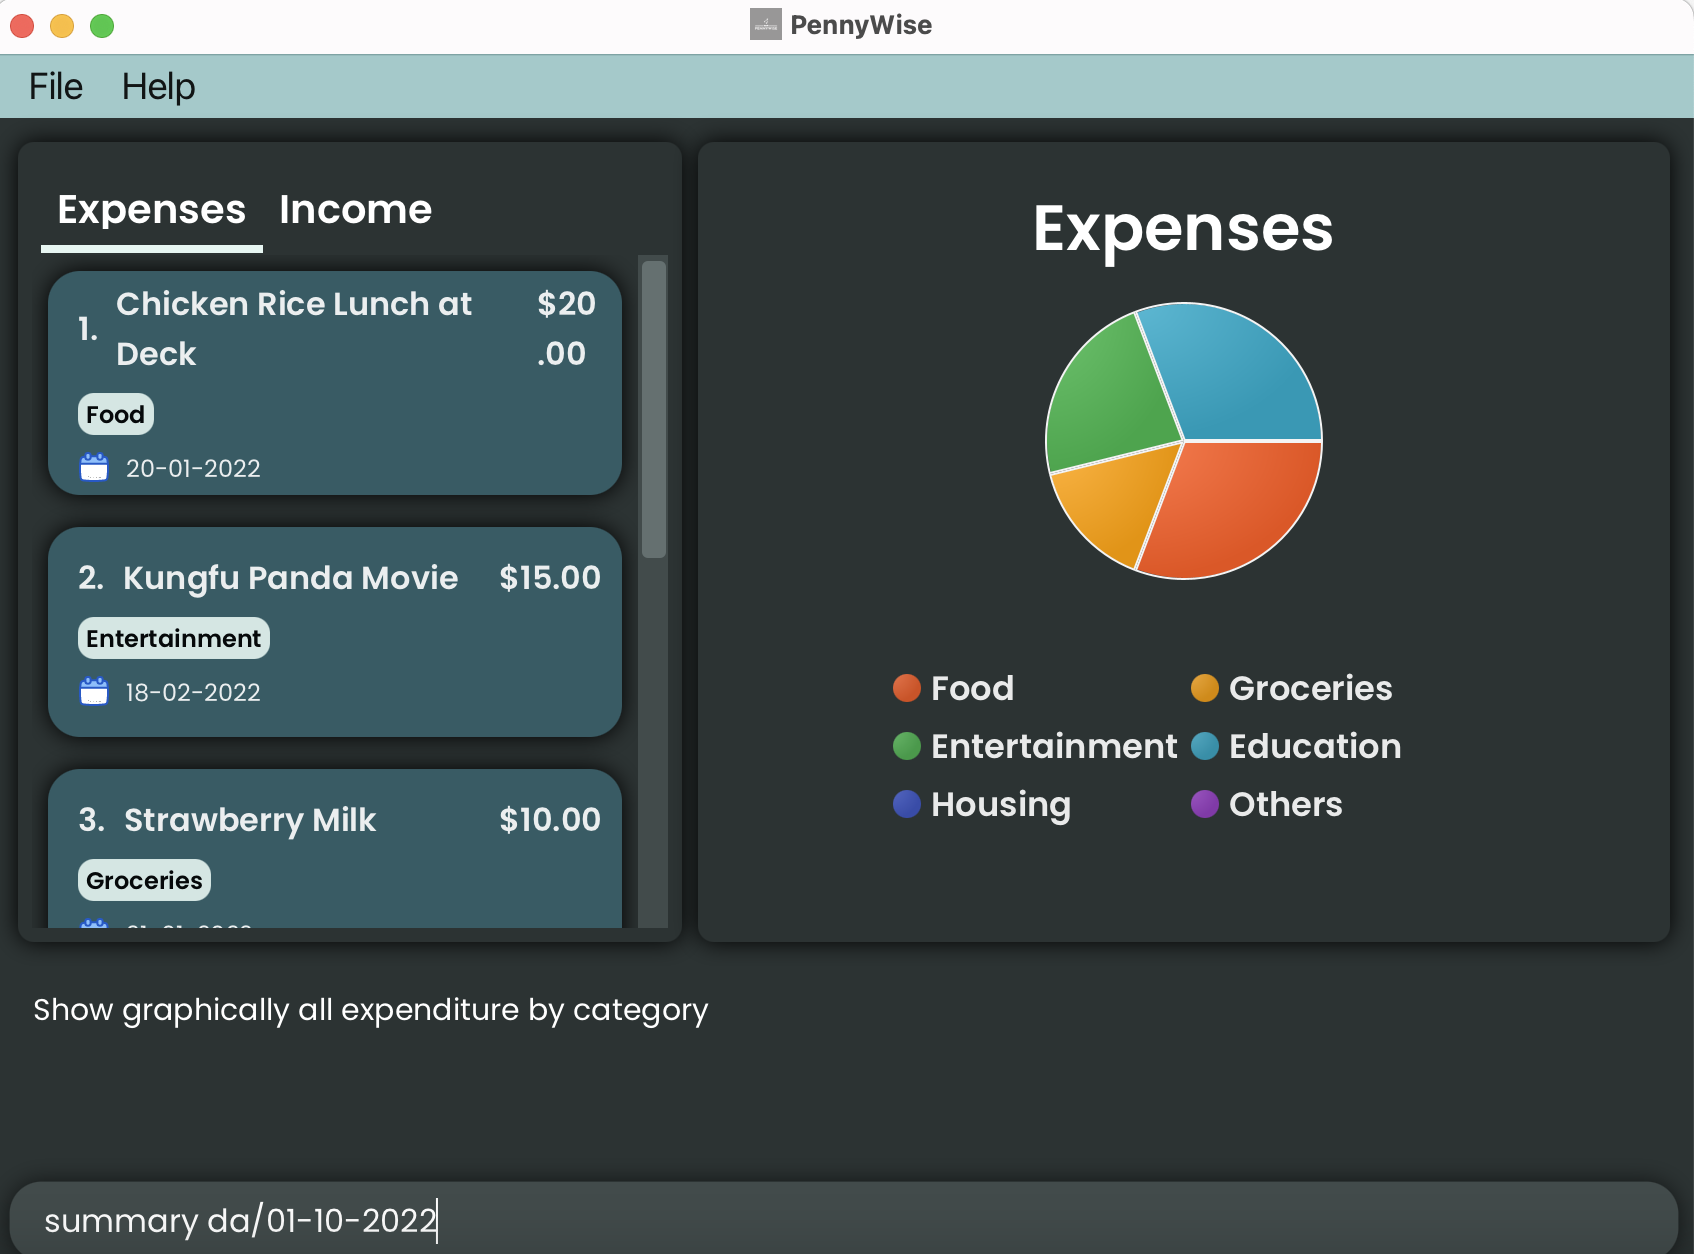 PennyWise
File Help
Expenses Income
1. Chicken Rice Lunch at Deck $20.00
Food
20-01-2022
2. Kungfu Panda Movie $15.00
Entertainment
18-02-2022
3. Strawberry Milk $10.00
Groceries
Expenses
Food Groceries
Entertainment Education
Housing Others
Show graphically all expenditure by category
summary da/01-10-2022